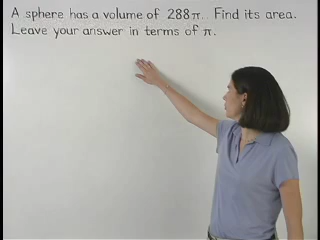 A sphere has a volume of 288π. Find its area.
Leave your answer in terms of π.